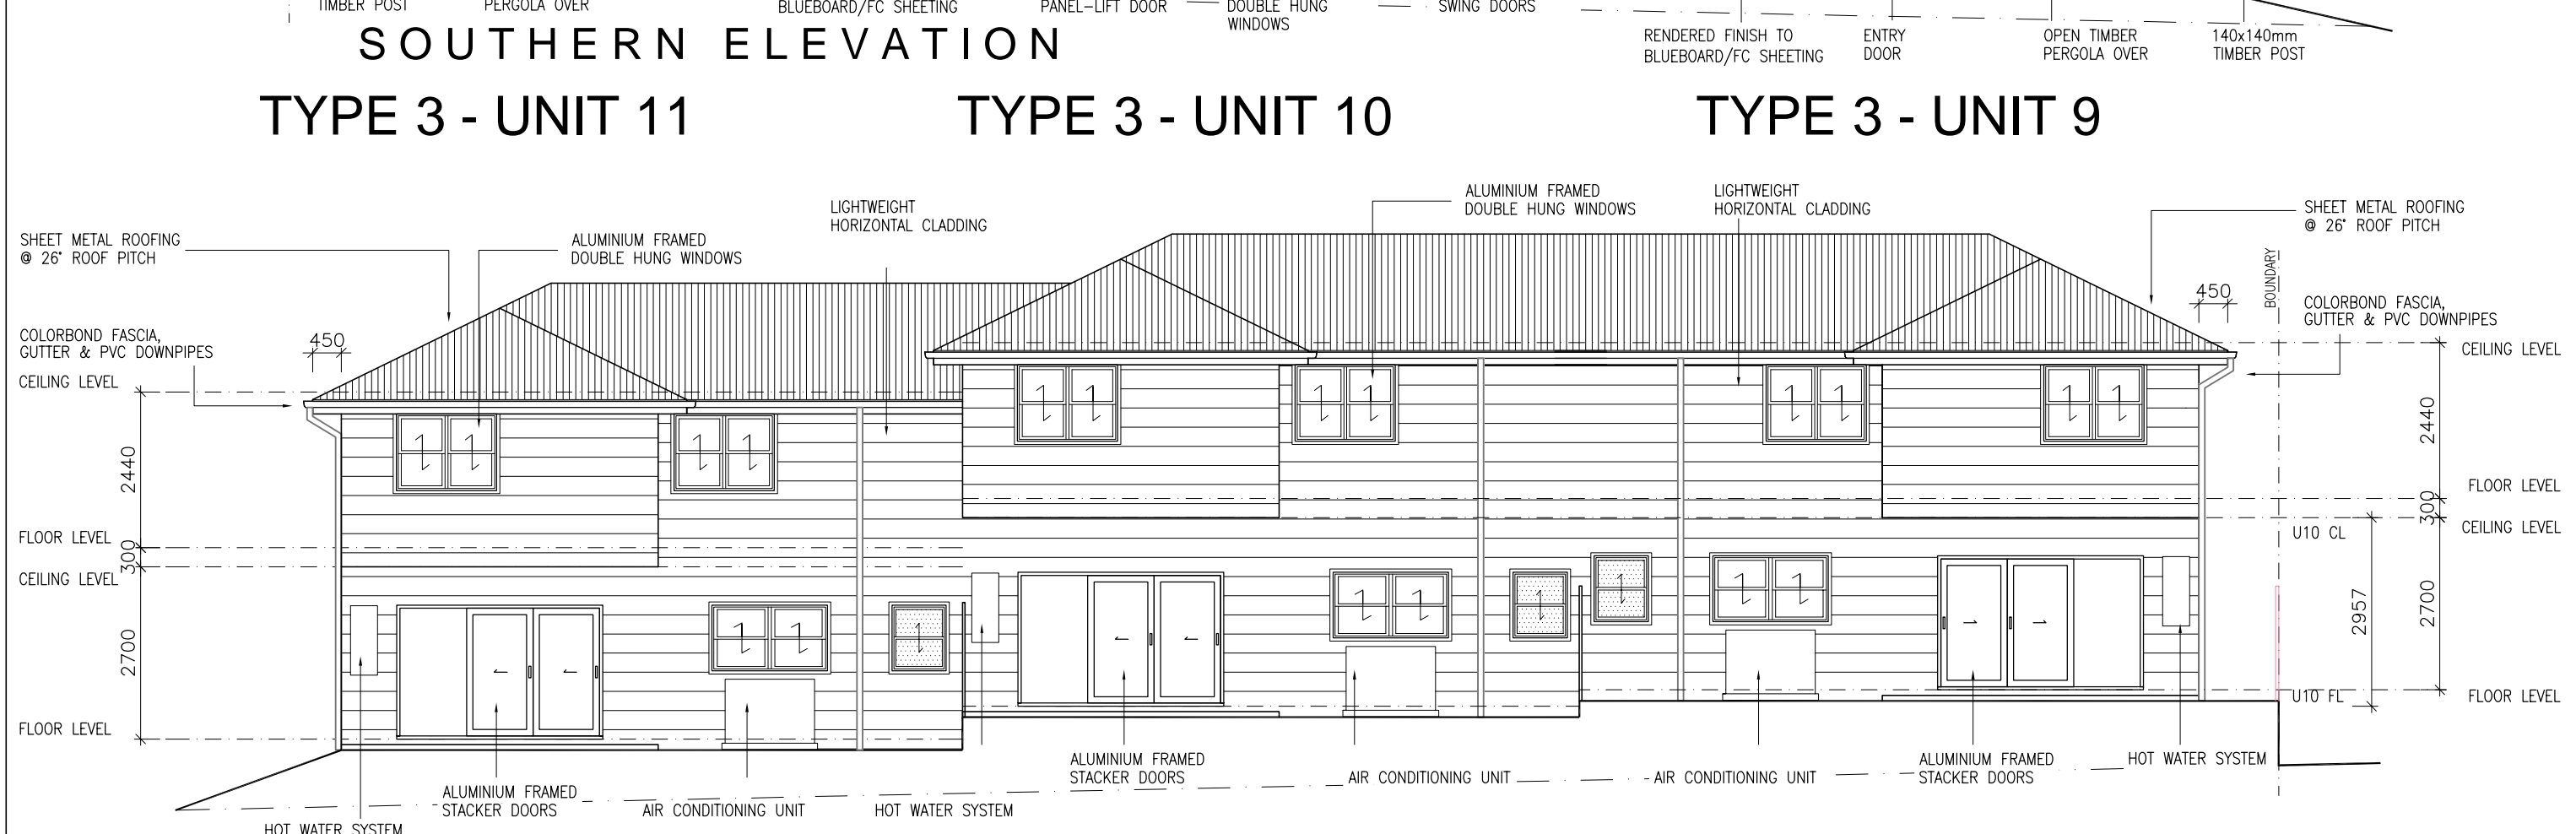 TIMBER POST
PERGOLA OVER
BLUEBOARD/FC SHEETING
PANEL-LIFT DOOR
DOUBLE HUNG
WINDOWS
SWING DOORS
RENDERED FINISH TO
BLUEBOARD/FC SHEETING
ENTRY
DOOR
OPEN TIMBER
PERGOLA OVER
140x140mm
TIMBER POST
SOUTHERN ELEVATION
TYPE 3 - UNIT 11
TYPE 3 - UNIT 10
TYPE 3 - UNIT 9
SHEET METAL ROOFING
@ 26° ROOF PITCH
ALUMINIUM FRAMED
DOUBLE HUNG WINDOWS
LIGHTWEIGHT
HORIZONTAL CLADDING
ALUMINIUM FRAMED
DOUBLE HUNG WINDOWS
LIGHTWEIGHT
HORIZONTAL CLADDING
SHEET METAL ROOFING
@ 26° ROOF PITCH
BOUNDARY
450
450
COLORBOND FASCIA,
GUTTER & PVC DOWNPIPES
COLORBOND FASCIA,
GUTTER & PVC DOWNPIPES
CEILING LEVEL
2440
FLOOR LEVEL
300
CEILING LEVEL
2700
FLOOR LEVEL
CEILING LEVEL
2440
FLOOR LEVEL
300
CEILING LEVEL
U10 CL
2957
2700
U10 FL
FLOOR LEVEL
HOT WATER SYSTEM
ALUMINIUM FRAMED
STACKER DOORS
AIR CONDITIONING UNIT
HOT WATER SYSTEM
ALUMINIUM FRAMED
STACKER DOORS
AIR CONDITIONING UNIT
AIR CONDITIONING UNIT
ALUMINIUM FRAMED
STACKER DOORS
HOT WATER SYSTEM